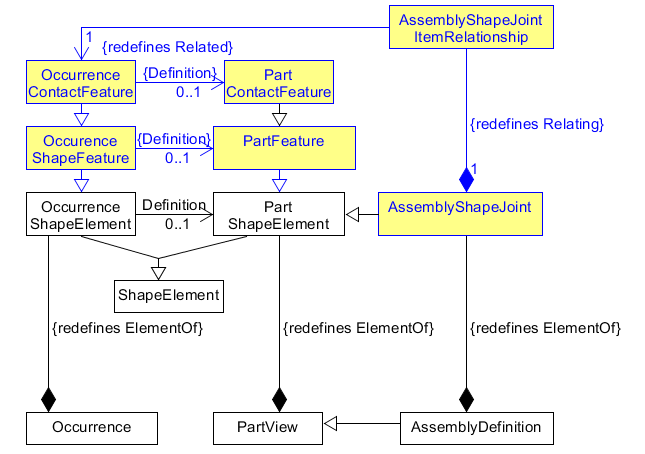 AssemblyShapeJoint
ItemRelationship
1
{redefines Related}
Occurrence
ContactFeature
{Definition}
0..1
Part
ContactFeature
{redefines Relating}
Occurence
ShapeFeature
{Definition}
0..1
PartFeature
1
Occurrence
ShapeElement
Definition
0..1
Part
ShapeElement
AssemblyShapeJoint
ShapeElement
{redefines ElementOf}
{redefines ElementOf}
{redefines ElementOf}
Occurrence
PartView
AssemblyDefinition